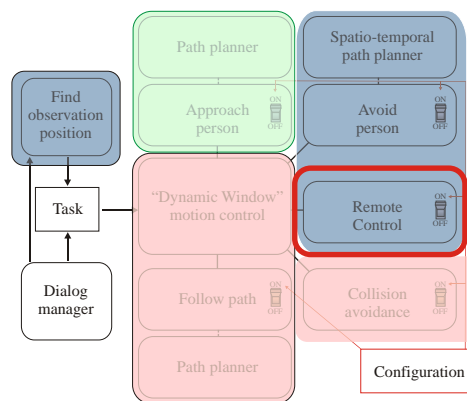 Path planner
Spatio-temporal
path planner
Find
observation
position
Approach
person
ON
OFF
Avoid
person
ON
OFF
Task
“Dynamic Window”
motion control
Remote
Control
ON
OFF
Dialog
manager
Follow path
ON
OFF
Collision
avoidance
ON
OFF
Path planner
Configuration